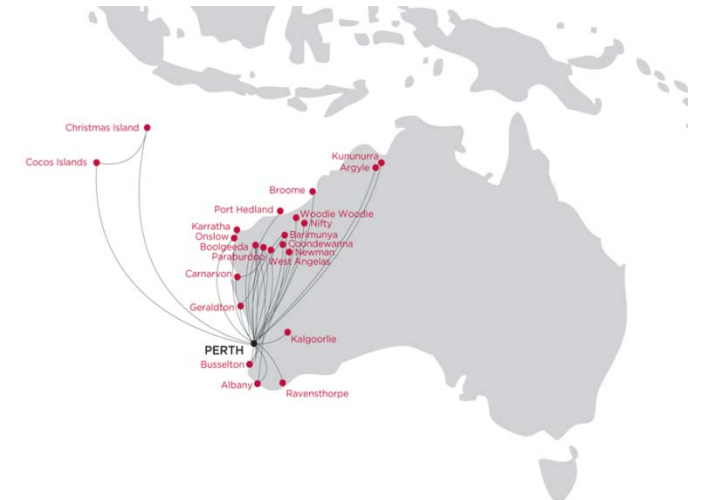 Christmas Island
Cocos Islands
Kununurra
Argyle
Broome
Port Hedland
Woodie Woodie
Nifty
Karratha
Onslow
Barimunya
Boolgeeda
Coondewanna
Paraburdoo
Newman
West Angelas
Carnarvon
Geraldton
Kalgoorlie
PERTH
Busselton
Albany
Ravensthorpe